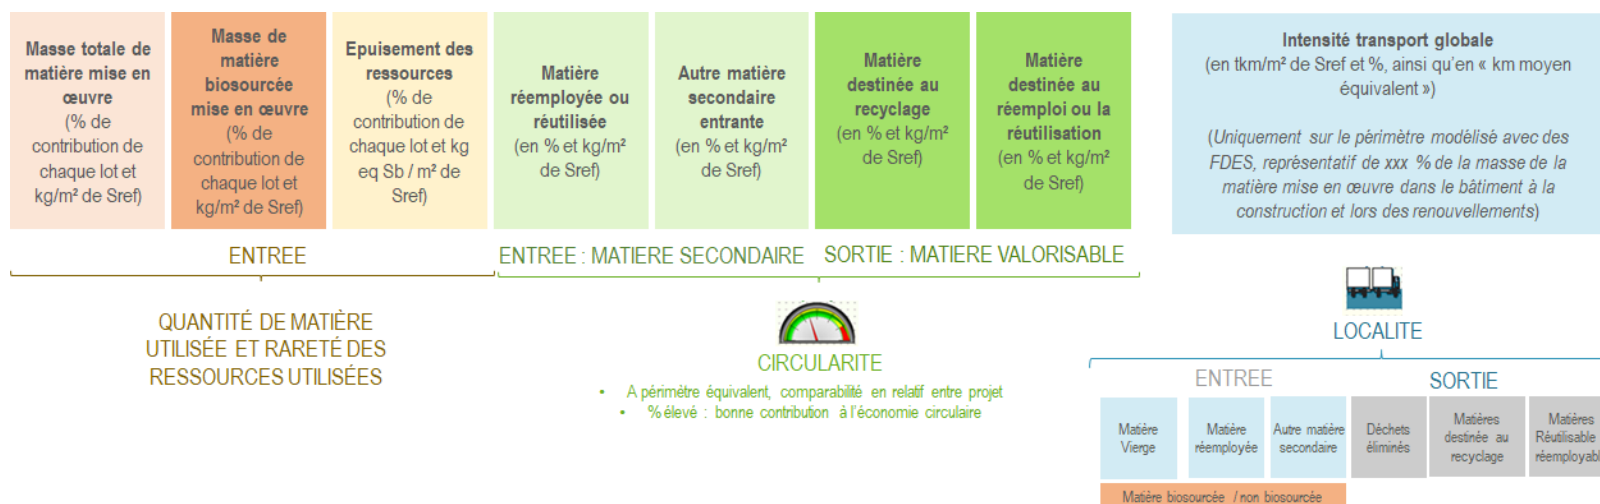 Masse totale de
matière mise en
œuvre
(% de
contribution de
chaque lot et
kg/m² de Sref)
Masse de
matière
biosourcée
mise en œuvre
(% de
contribution de
chaque lot et
kg/m² de Sref)
Epuisement des
ressources
(% de
contribution de
chaque lot et kg
eq Sb / m² de
Sref)
Matière
réemployée ou
réutilisée
(en % et kg/m²
de Sref)
Autre matière
secondaire
entrante
(en % et kg/m²
de Sref)
Matière
destinée au
recyclage
(en % et kg/m²
de Sref)
Matière
destinée au
réemploi ou la
réutilisation
(en % et kg/m²
de Sref)
Intensité transport globale
(en tkm/m² de Sref et %, ainsi qu'en « km moyen
équivalent »)
(Uniquement sur le périmètre modélisé avec des
FDES, représentatif de xxx % de la masse de la
matière mise en œuvre dans le bâtiment à la
construction et lors des renouvellements)
ENTREE
ENTREE : MATIERE SECONDAIRE
SORTIE : MATIERE VALORISABLE
QUANTITÉ DE MATIÈRE
UTILISÉE ET RARETÉ DES
RESSOURCES UTILISÉES
CIRCULARITE
• A périmètre équivalent, comparabilité en relatif entre projet
• % élevé : bonne contribution à l'économie circulaire
LOCALITE
ENTREE
SORTIE
Matière
Vierge
Matière
réemployée
Autre matière
secondaire
Déchets
éliminés
Matières
destinée au
recyclage
Matières
Réutilisable
réemployabl
Matière biosourcée / non biosourcée